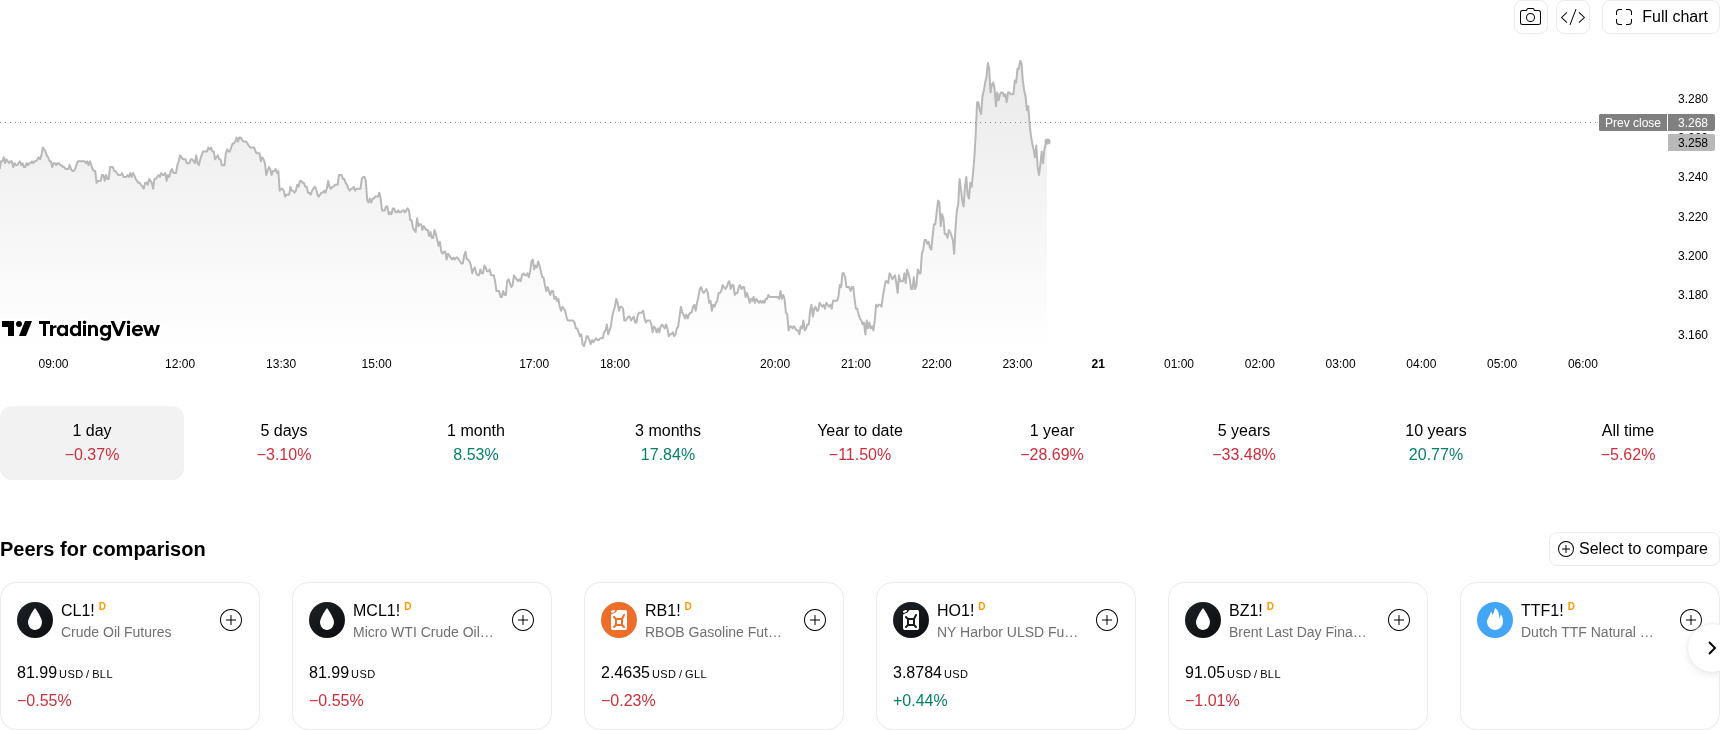 Full chart
3.280
Prev close 3.268
3.258
3.240
3.220
3.200
3.180
3.160
TradingView
09:00 12:00 13:30 15:00 17:00 18:00 20:00 21:00 22:00 23:00 21 01:00 02:00 03:00 04:00 05:00 06:00
1 day 5 days 1 month 3 months Year to date 1 year 5 years 10 years All time
−0.37% −3.10% 8.53% 17.84% −11.50% −28.69% −33.48% 20.77% −5.62%
Peers for comparison Select to compare
CL1! D MCL1! D RB1! D HO1! D BZ1! D TTF1! D
Crude Oil Futures Micro WTI Crude Oil… RBOB Gasoline Fut… NY Harbor ULSD Fu… Brent Last Day Fina… Dutch TTF Natural …
81.99 USD / BLL 81.99 USD 2.4635 USD / GLL 3.8784 USD 91.05 USD / BLL
−0.55% −0.55% −0.23% +0.44% −1.01%